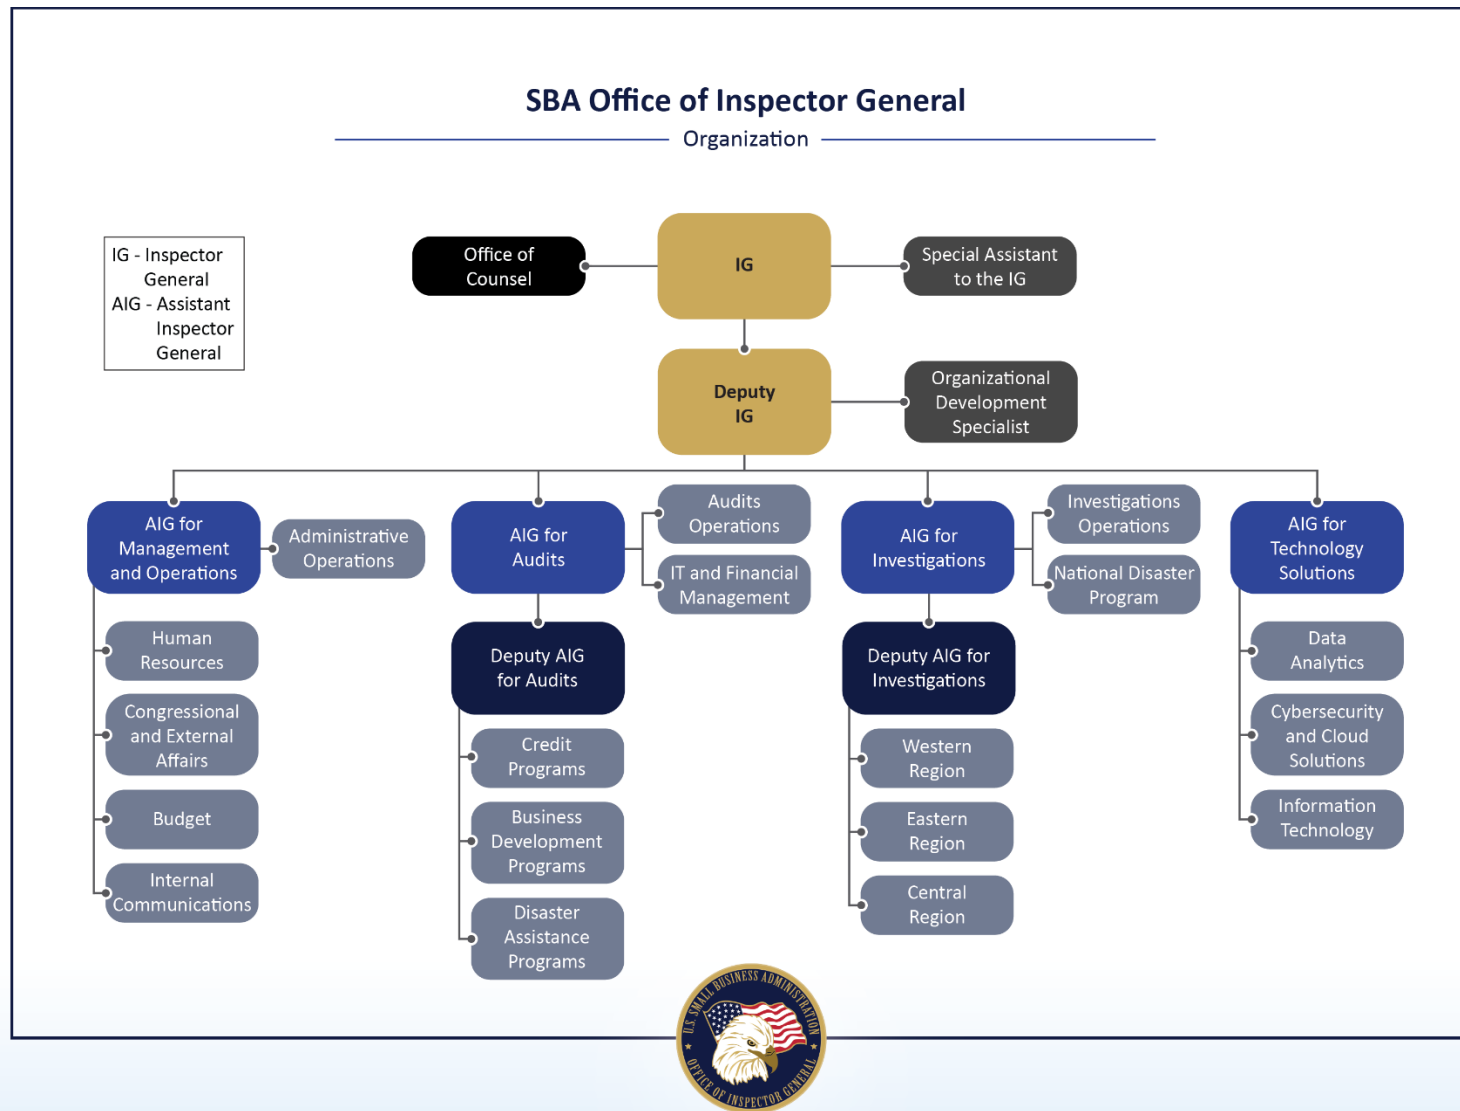 SBA Office of Inspector General
Organization
IG - Inspector
General
AIG - Assistant
Inspector
General
Office of
Counsel
IG
Special Assistant
to the IG
Deputy
IG
Organizational
Development
Specialist
AIG for
Management
and Operations
Administrative
Operations
AIG for
Audits
Audits
Operations
IT and Financial
Management
AIG for
Investigations
Investigations
Operations
National Disaster
Program
AIG for
Technology
Solutions
Human
Resources
Congressional
and External
Affairs
Budget
Internal
Communications
Deputy AIG
for Audits
Credit
Programs
Business
Development
Programs
Disaster
Assistance
Programs
Deputy AIG for
Investigations
Western
Region
Eastern
Region
Central
Region
Data
Analytics
Cybersecurity
and Cloud
Solutions
Information
Technology
U.S. SMALL BUSINESS ADMINISTRATION
OFFICE OF INSPECTOR GENERAL